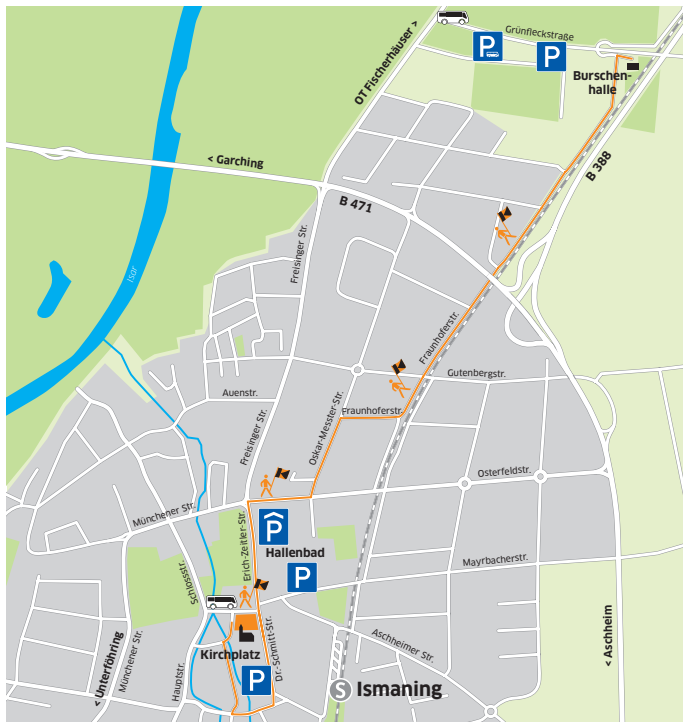 Grünfleckstraße
OT Fischerhäuser >
P
P
Burschen-
halle
< Garching
B 388
B 471
Freisinger Str.
Isar
Fraunhoferstr.
Gutenbergstr.
Auenstr.
Oskar-Messter-Str.
Fraunhoferstr.
Freisinger Str.
Osterfeldstr.
Münchener Str.
P
Erich-Zeitler-Str.
Hallenbad
P
Mayrbacherstr.
Schlossstr.
Dr.-Schmitt-Str.
Aschheimer Str.
< Aschheim
< Unterföhring
Münchener Str.
Hauptstr.
Kirchplatz
P
S Ismaning